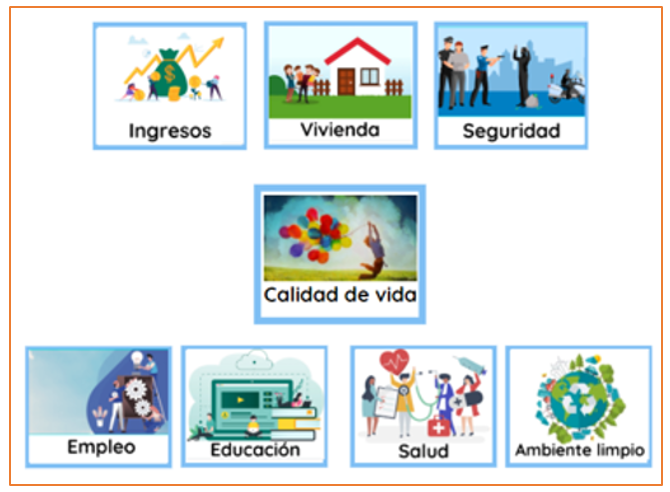 Ingresos
Vivienda
Seguridad
Calidad de vida
Empleo
Educación
Salud
Ambiente limpio